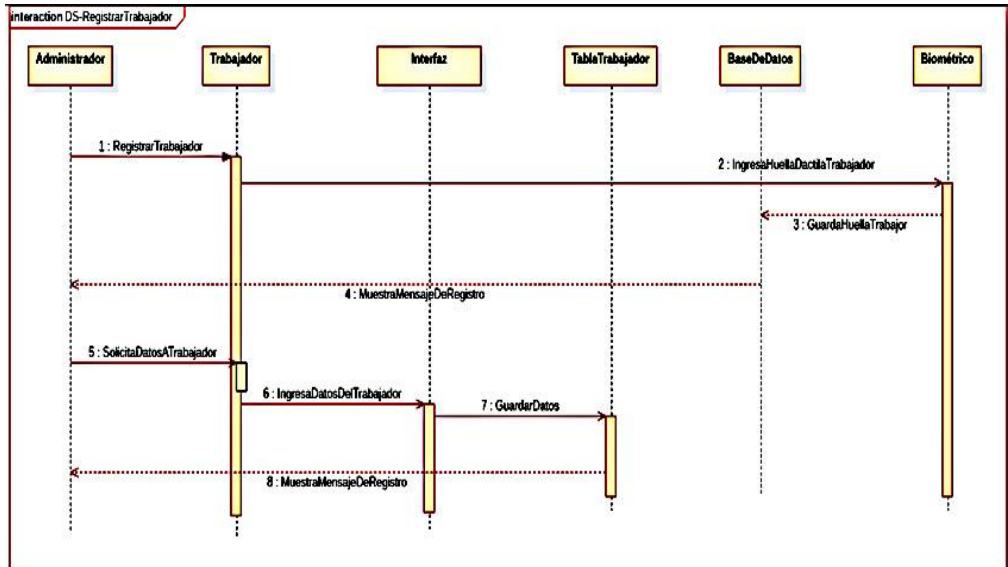 interaction DS-RegistrarTrabajador
Administrador
Trabajador
Interfaz
TablaTrabajador
BaseDeDatos
Biométrico
1 : RegistrarTrabajador
2 : IngresaHuellaDactilaTrabajador
3 : GuardaHuellaTrabajor
4 : MuestraMensajeDeRegistro
5 : SolicitaDatosATrabajador
6 : IngresaDatosDelTrabajador
7 : GuardarDatos
8 : MuestraMensajeDeRegistro